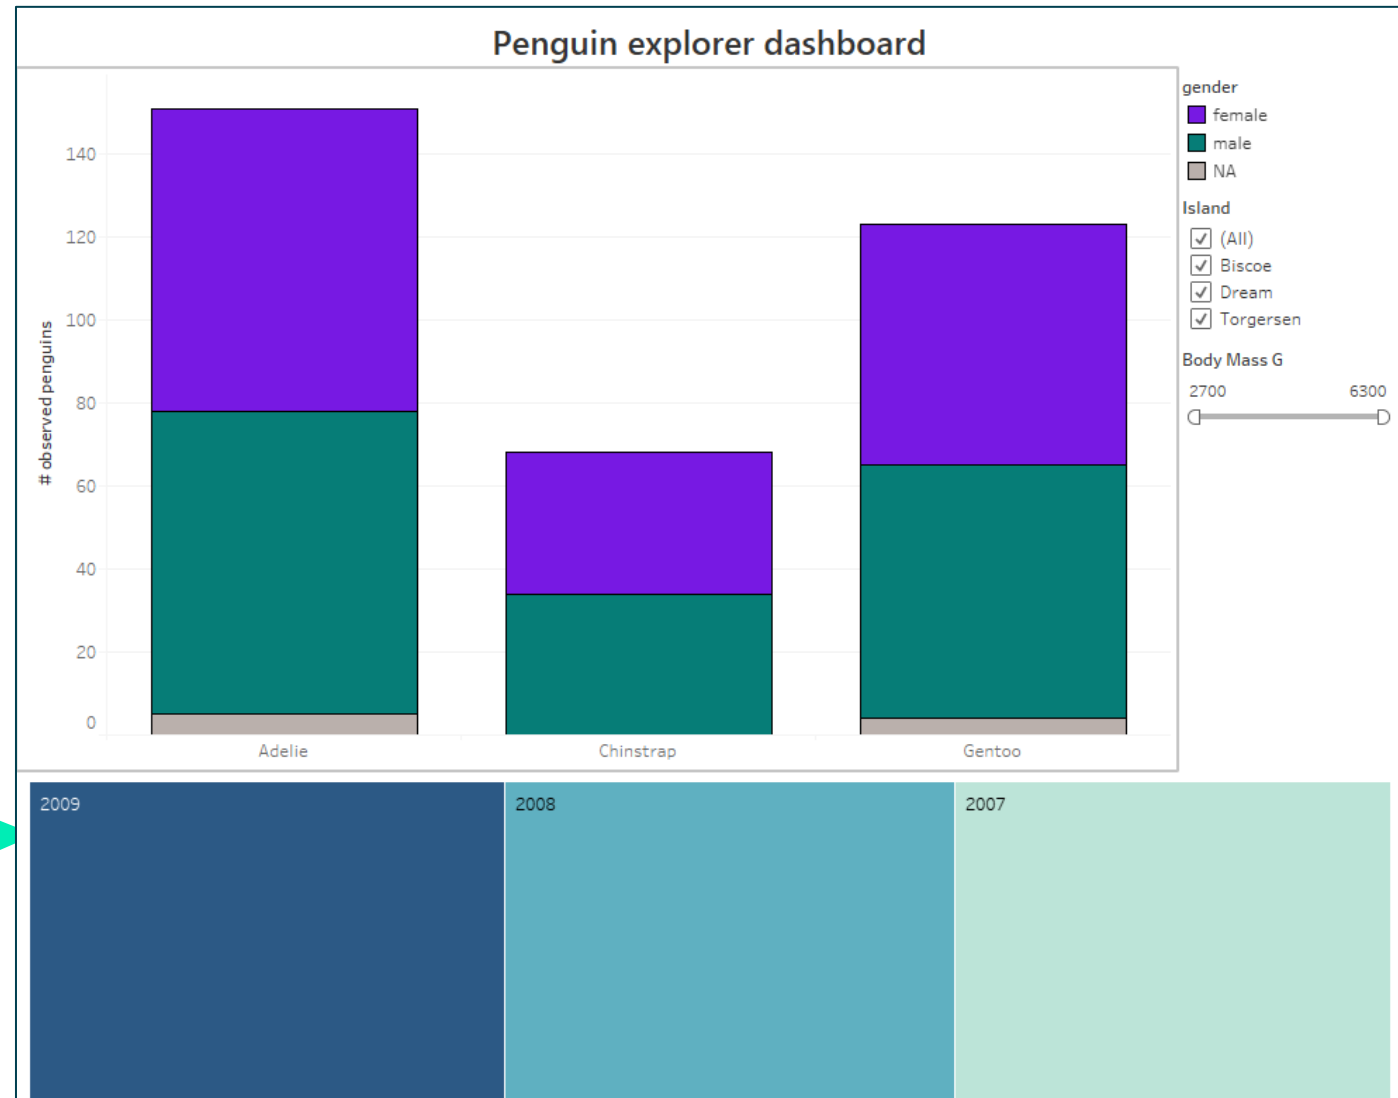 Penguin explorer dashboard
# observed penguins
140
120
100
80
60
40
20
0
Adelie
Chinstrap
Gentoo
gender
female
male
NA
Island
(All)
Biscoe
Dream
Torgersen
Body Mass G
2700 6300
2009
2008
2007